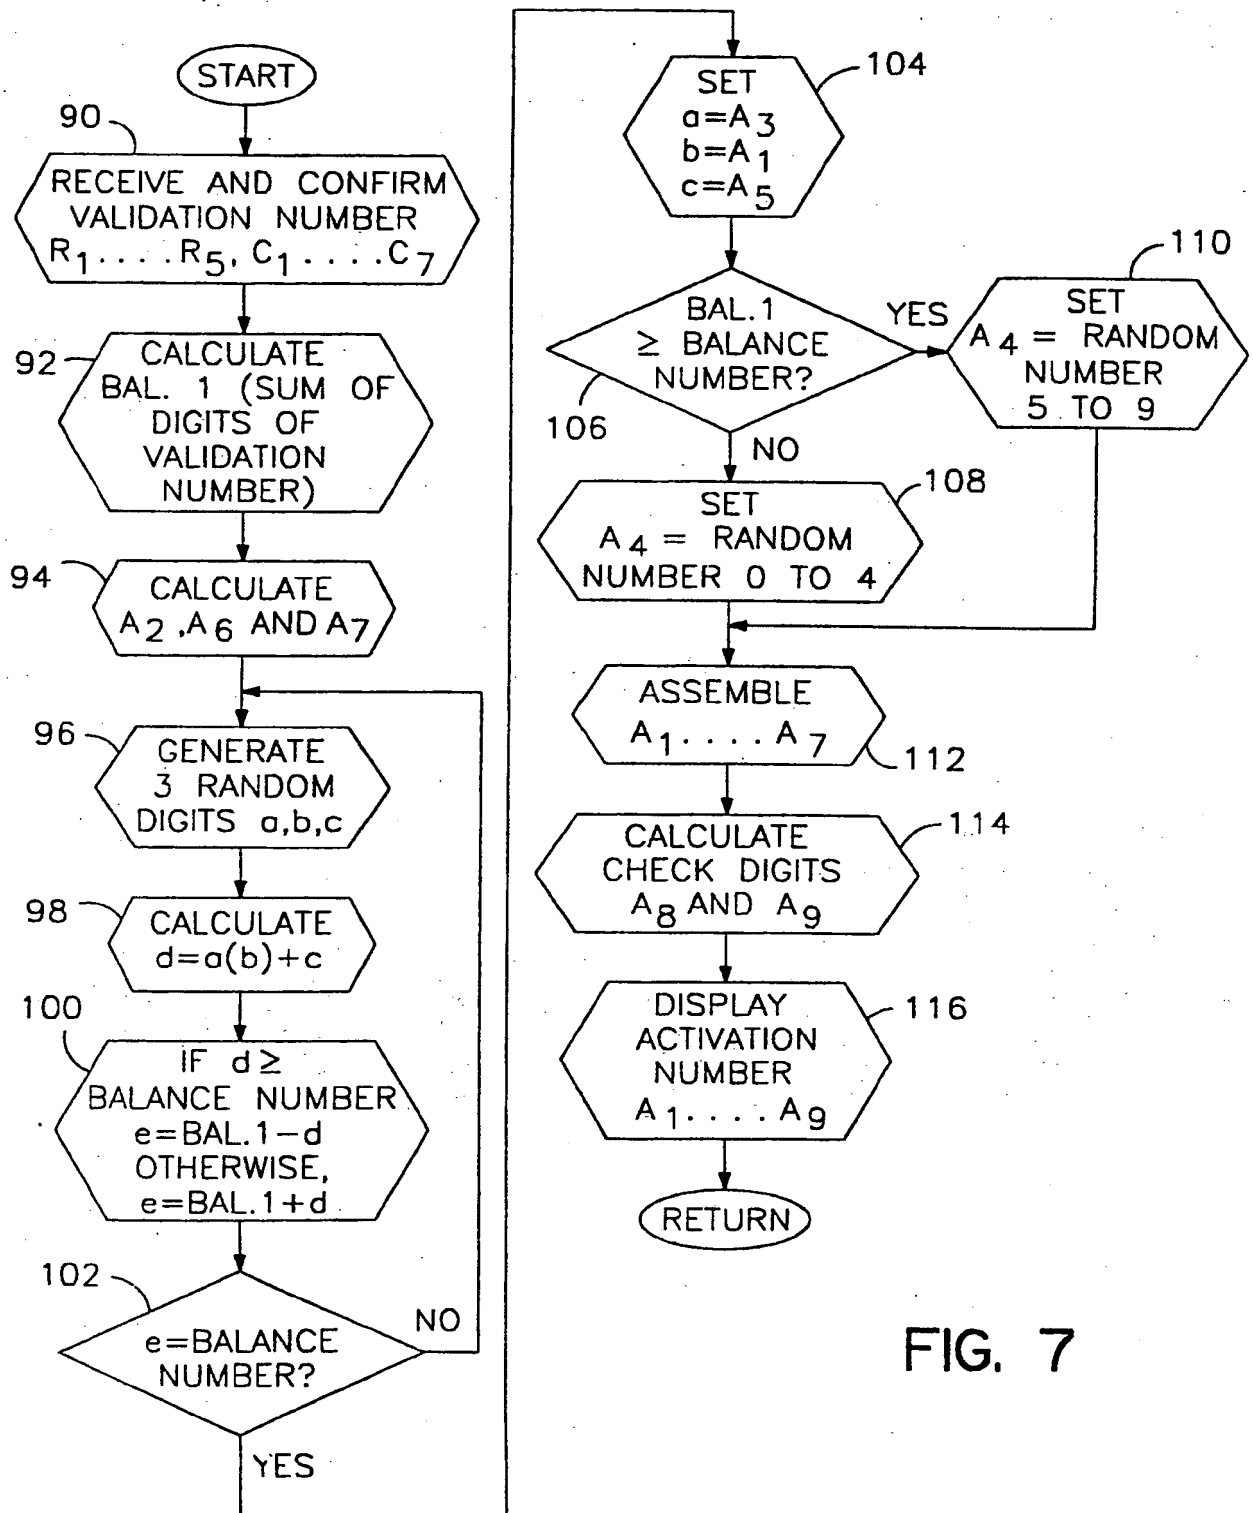 START
90
RECEIVE AND CONFIRM
VALIDATION NUMBER
R1....R5, C1....C7
92
CALCULATE
BAL. 1 (SUM OF
DIGITS OF
VALIDATION
NUMBER)
94
CALCULATE
A2,A6 AND A7
96
GENERATE
3 RANDOM
DIGITS a,b,c
98
CALCULATE
d=a(b)+c
100
IF d≥
BALANCE NUMBER
e=BAL.1-d
OTHERWISE,
e=BAL.1+d
102
e=BALANCE
NUMBER?
NO
YES
104
SET
a=A3
b=A1
c=A5
106
BAL.1
≥ BALANCE
NUMBER?
YES
NO
110
SET
A4= RANDOM
NUMBER
5 TO 9
108
SET
A4= RANDOM
NUMBER 0 TO 4
ASSEMBLE
A1....A7
112
114
CALCULATE
CHECK DIGITS
A8 AND A9
116
DISPLAY
ACTIVATION
NUMBER
A1....A9
RETURN
FIG. 7